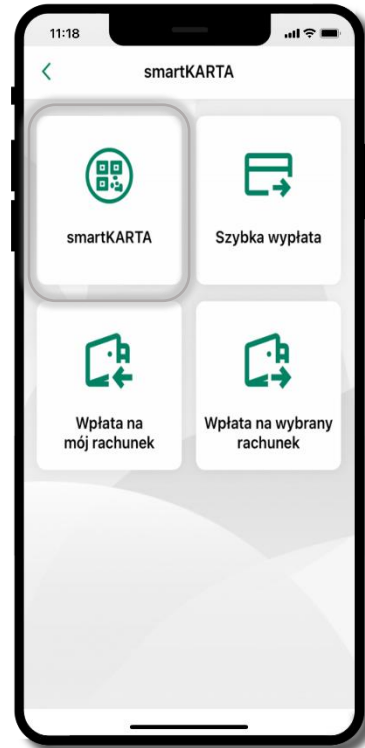 11:18
smartKARTA
smartKARTA
Szybka wypłata
Wpłata na
mój rachunek
Wpłata na wybrany
rachunek